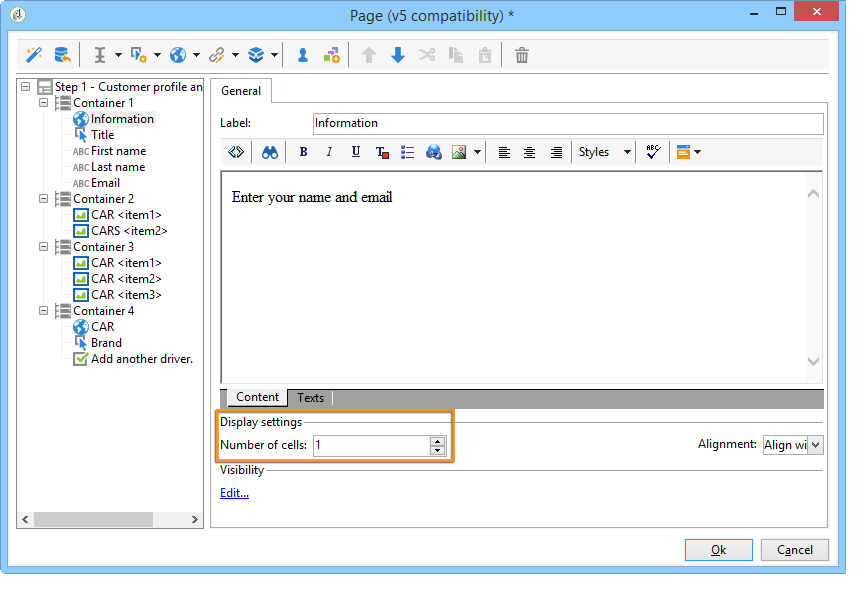 Page (v5 compatibility) *
Step 1 - Customer profile an
Container 1
Information
Title
ABC First name
ABC Last name
ABC Email
Container 2
CAR <item1>
CARS <item2>
Container 3
CAR <item1>
CAR <item2>
CAR <item3>
Container 4
CAR
Brand
Add another driver.
General
Label: Information
B I U T Styles ABC
Enter your name and email
Content Texts
Display settings
Number of cells: 1 Alignment: Align wi
Visibility
Edit...
Ok Cancel